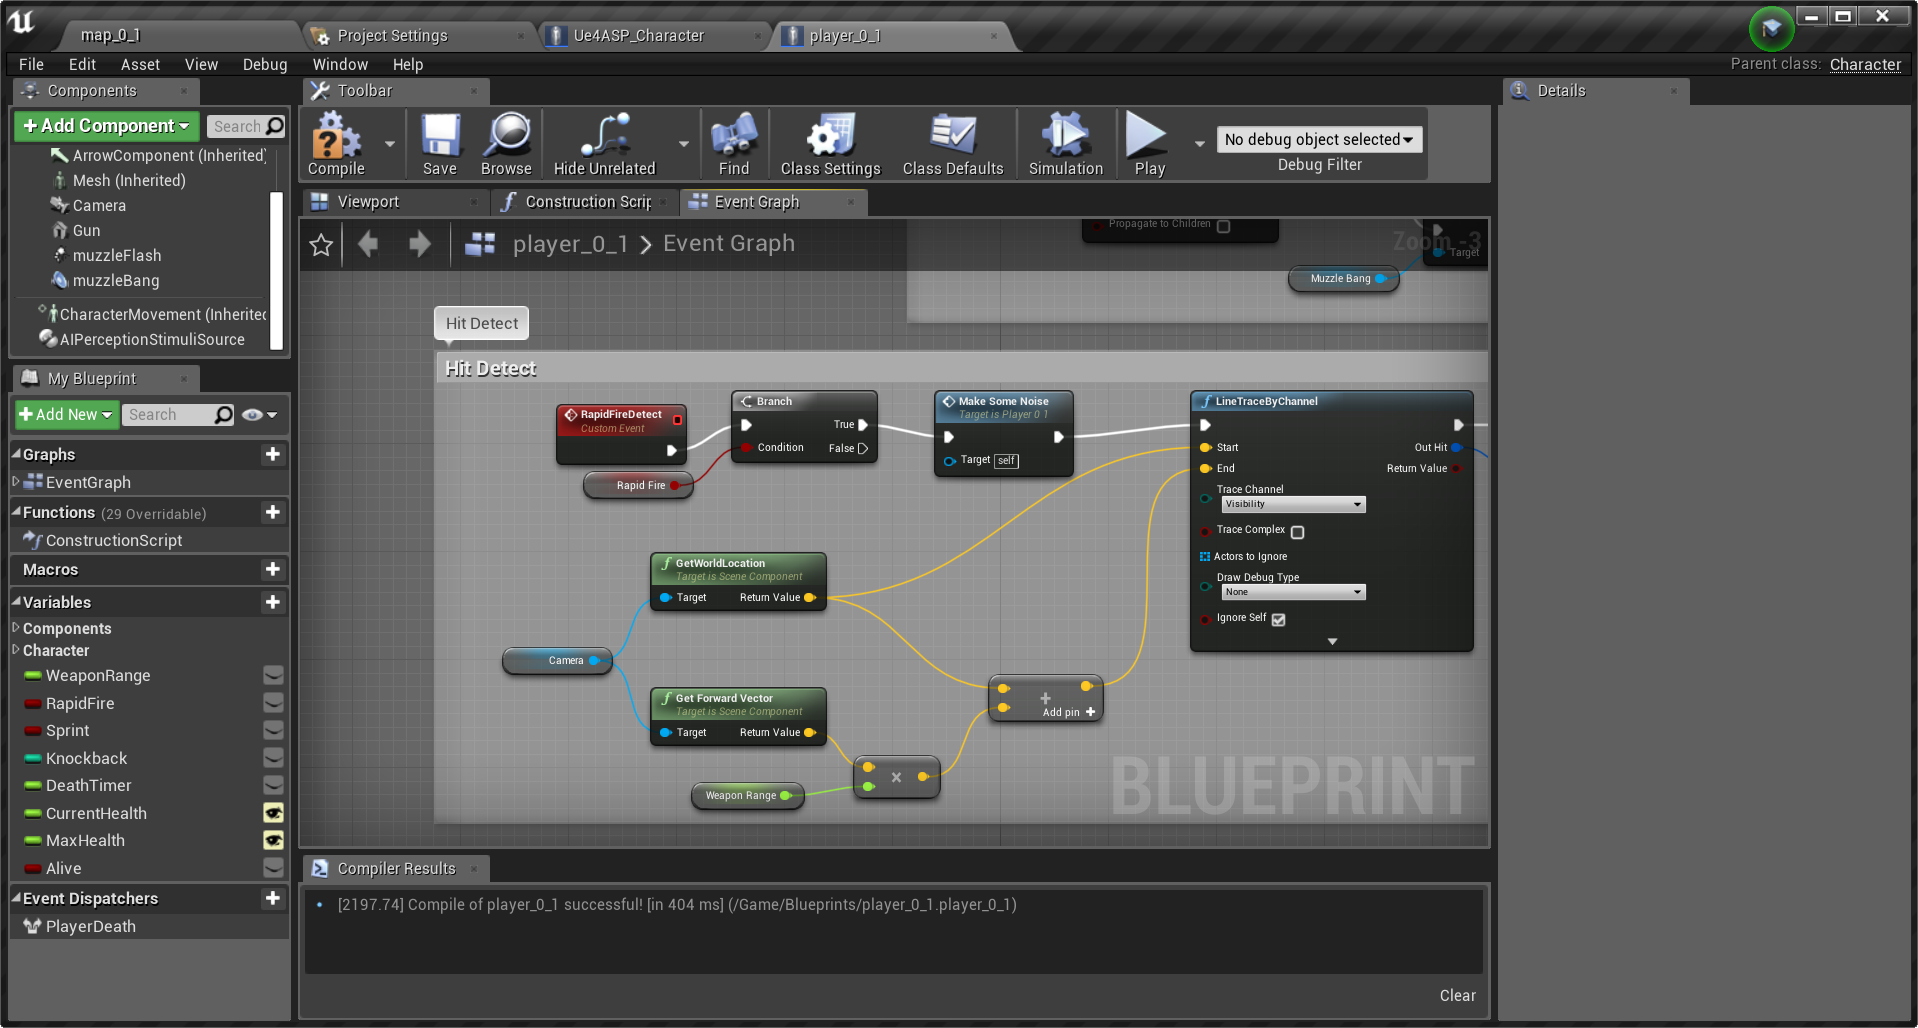 map_0_1
Project Settings
Ue4ASP_Character
player_0_1
File Edit Asset View Debug Window Help
Parent class: Character
Components
Toolbar
Details
Add Component
Search
ArrowComponent (Inherited)
Mesh (Inherited)
Camera
Gun
muzzleFlash
muzzleBang
CharacterMovement (Inherited
AIPerceptionStimuliSource
Compile
Save
Browse
Hide Unrelated
Find
Class Settings
Class Defaults
Simulation
Play
No debug object selected
Debug Filter
Viewport
Construction Scrip
Event Graph
player_0_1 > Event Graph
Zoom -3
Propagate to Children
Target
Muzzle Bang
Hit Detect
Hit Detect
RapidFireDetect
Custom Event
Rapid Fire
Branch
True
Condition
False
Make Some Noise
Target is Player 0 1
Target self
LineTraceByChannel
Start
Out Hit
End
Return Value
Trace Channel
Visibility
Trace Complex
Actors to Ignore
Draw Debug Type
None
Ignore Self
GetWorldLocation
Target is Scene Component
Target Return Value
Camera
Get Forward Vector
Target is Scene Component
Target Return Value
Weapon Range
×
+
Add pin +
BLUEPRINT
My Blueprint
Add New
Search
Graphs
EventGraph
Functions (29 Overridable)
ConstructionScript
Macros
Variables
Components
Character
WeaponRange
RapidFire
Sprint
Knockback
DeathTimer
CurrentHealth
MaxHealth
Alive
Event Dispatchers
PlayerDeath
Compiler Results
[2197.74] Compile of player_0_1 successful! [in 404 ms] (/Game/Blueprints/player_0_1.player_0_1)
Clear